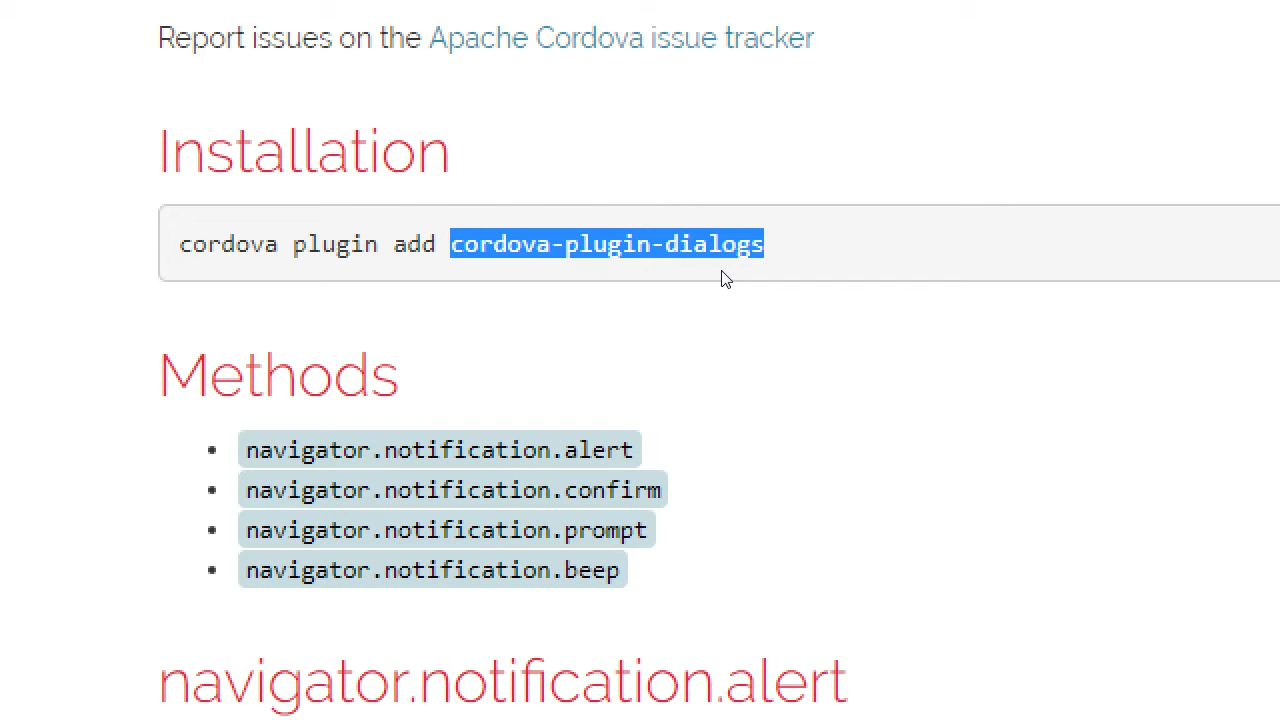 Report issues on the Apache Cordova issue tracker
Installation
cordova plugin add cordova-plugin-dialogs
Methods
navigator.notification.alert
navigator.notification.confirm
navigator.notification.prompt
navigator.notification.beep
navigator.notification.alert